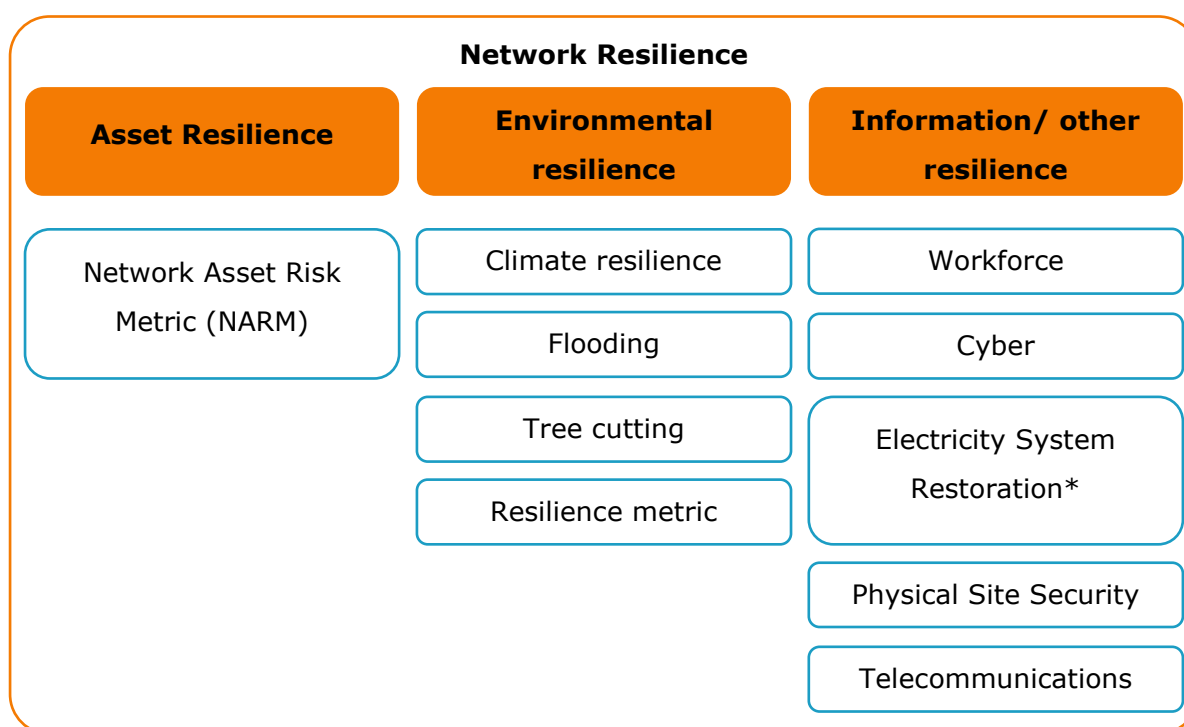 Network Resilience
Asset Resilience
Environmental
resilience
Information/ other
resilience
Network Asset Risk
Metric (NARM)
Climate resilience
Flooding
Tree cutting
Resilience metric
Workforce
Cyber
Electricity System
Restoration*
Physical Site Security
Telecommunications